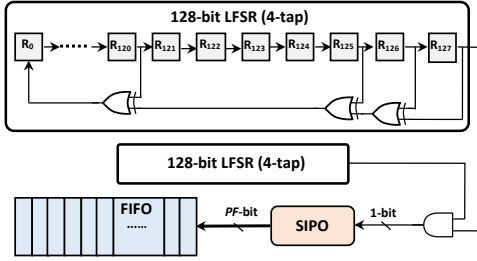 128-bit LFSR (4-tap)
R0 R120 R121 R122 R123 R124 R125 R126 R127
128-bit LFSR (4-tap)
FIFO
......
PF-bit
SIPO
1-bit